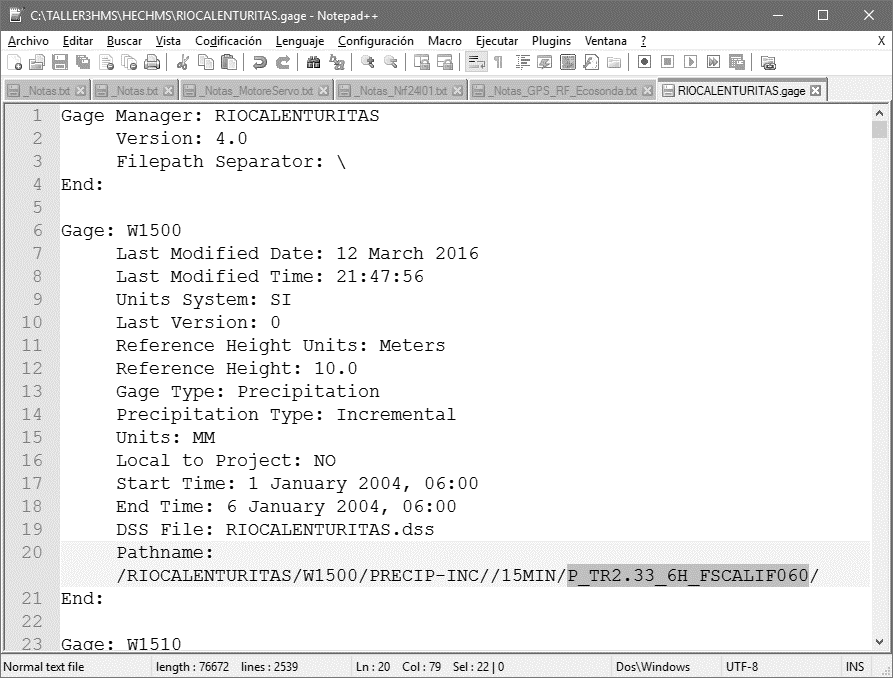 C:\TALLER3HMS\HECHMS\RIOCALENTURITAS.gage - Notepad++
Archivo Editar Buscar Vista Codificación Lenguaje Configuración Macro Ejecutar Plugins Ventana ? X
_Notas.txt _Notas.txt _Notas_MotoreServo.txt _Notas_Nrf24l01.txt _Notas_GPS_RF_Ecosonda.txt RIOCALENTURITAS.gage
1 Gage Manager: RIOCALENTURITAS
2 Version: 4.0
3 Filepath Separator: \
4 End:
5
6 Gage: W1500
7 Last Modified Date: 12 March 2016
8 Last Modified Time: 21:47:56
9 Units System: SI
10 Last Version: 0
11 Reference Height Units: Meters
12 Reference Height: 10.0
13 Gage Type: Precipitation
14 Precipitation Type: Incremental
15 Units: MM
16 Local to Project: NO
17 Start Time: 1 January 2004, 06:00
18 End Time: 6 January 2004, 06:00
19 DSS File: RIOCALENTURITAS.dss
20 Pathname:
/RIOCALENTURITAS/W1500/PRECIP-INC//15MIN/P_TR2.33_6H_FSCALIF060/
21 End:
22
23 Gage: W1510
Normal text file length : 76672 lines : 2539 Ln : 20 Col : 79 Sel : 22 | 0 Dos\Windows UTF-8 INS